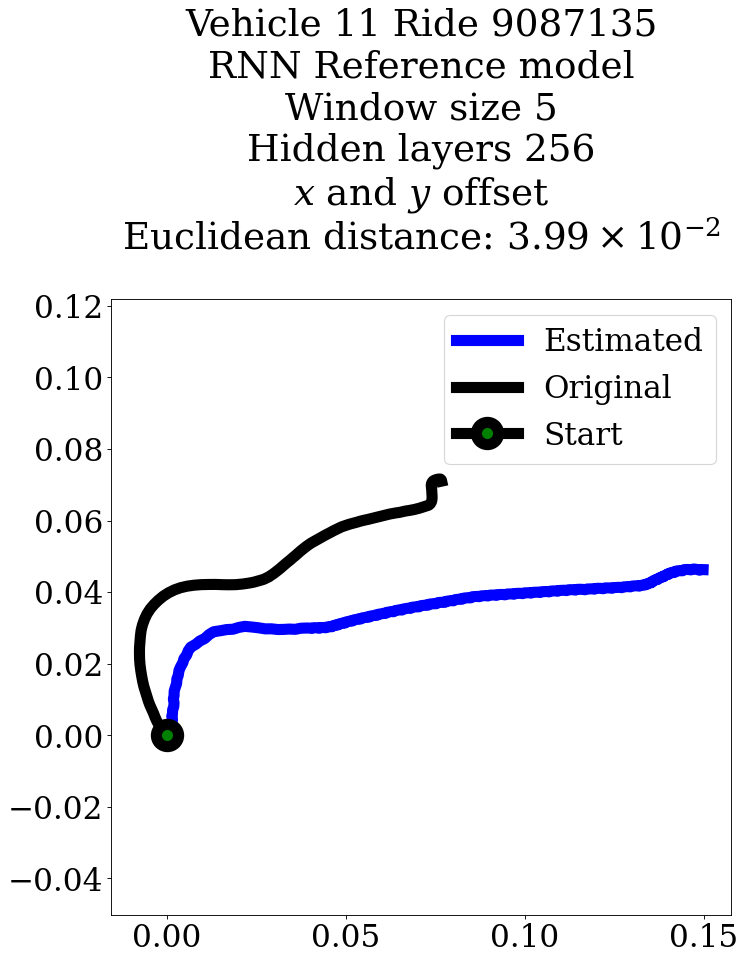 Vehicle 11 Ride 9087135
RNN Reference model
Window size 5
Hidden layers 256
x and y offset
Euclidean distance: 3.99 × 10⁻²
0.12
0.10
0.08
0.06
0.04
0.02
0.00
−0.02
−0.04
Estimated
Original
Start
0.00 0.05 0.10 0.15